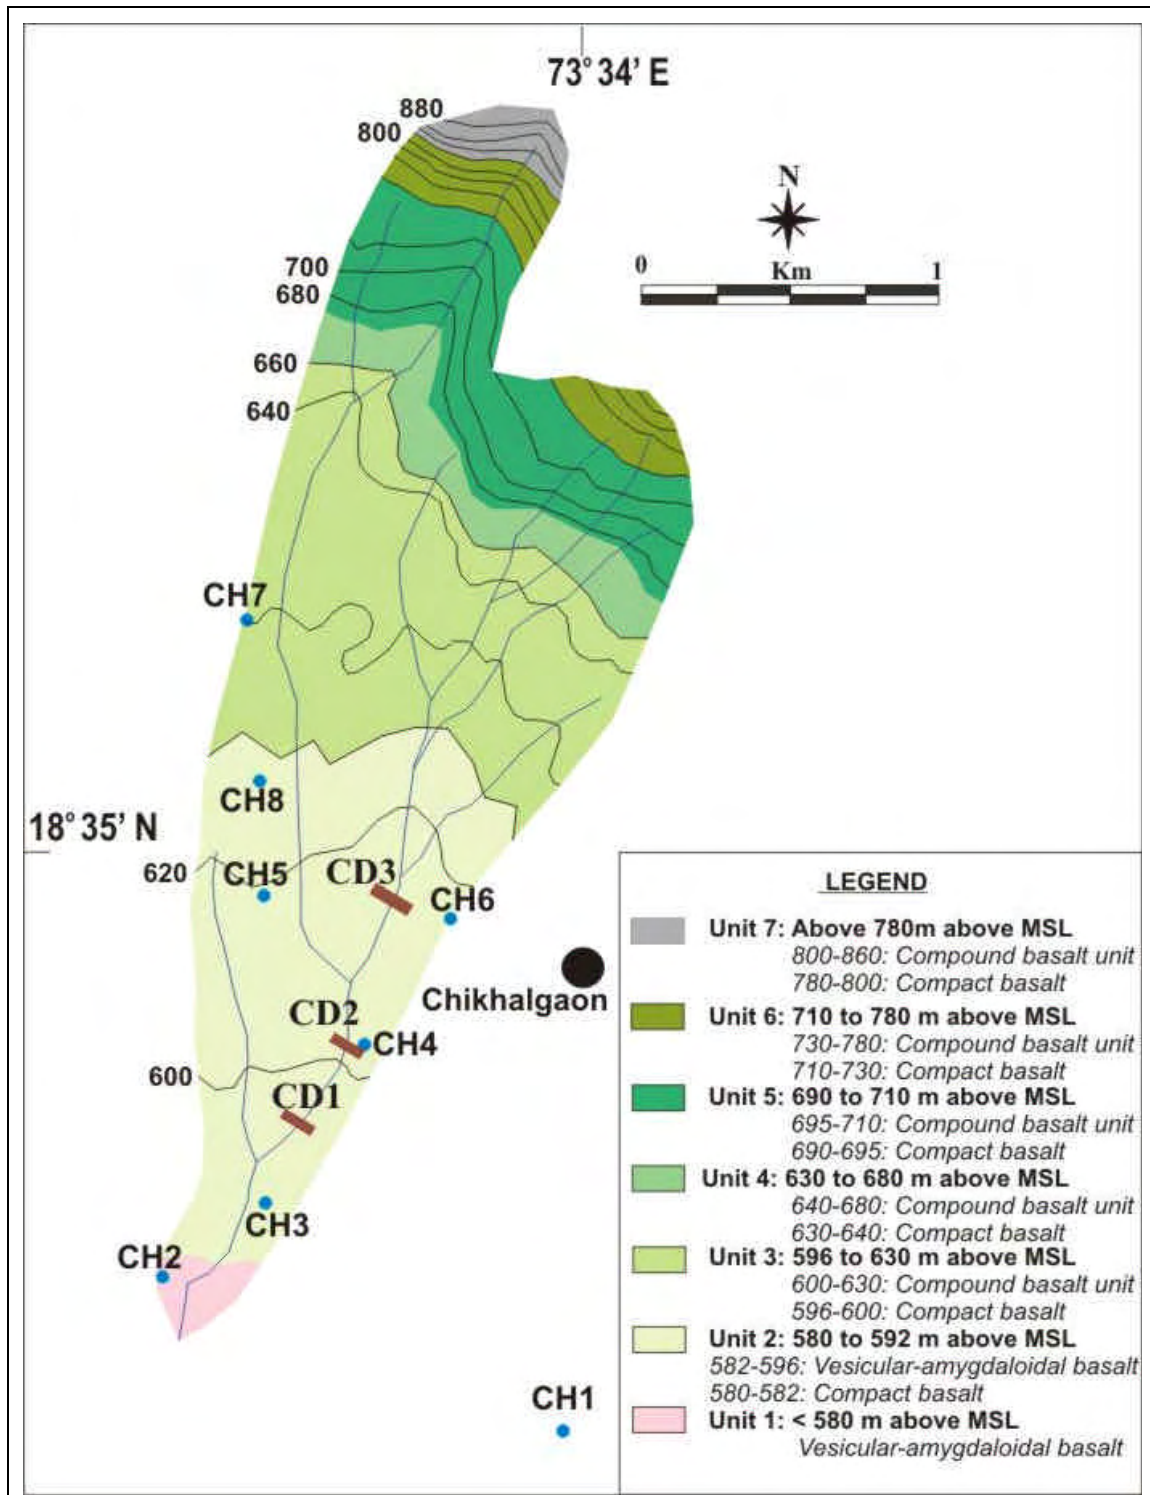 73° 34' E
880
800
N
0 Km 1
700
680
660
640
CH7
CH8
18° 35' N
620
CH5
CD3
CH6
Chikhalgaon
CD2
CH4
600
CD1
CH3
CH2
CH1
LEGEND
Unit 7: Above 780m above MSL
800-860: Compound basalt unit
780-800: Compact basalt
Unit 6: 710 to 780 m above MSL
730-780: Compound basalt unit
710-730: Compact basalt
Unit 5: 690 to 710 m above MSL
695-710: Compound basalt unit
690-695: Compact basalt
Unit 4: 630 to 680 m above MSL
640-680: Compound basalt unit
630-640: Compact basalt
Unit 3: 596 to 630 m above MSL
600-630: Compound basalt unit
596-600: Compact basalt
Unit 2: 580 to 592 m above MSL
582-596: Vesicular-amygdaloidal basalt
580-582: Compact basalt
Unit 1: < 580 m above MSL
Vesicular-amygdaloidal basalt